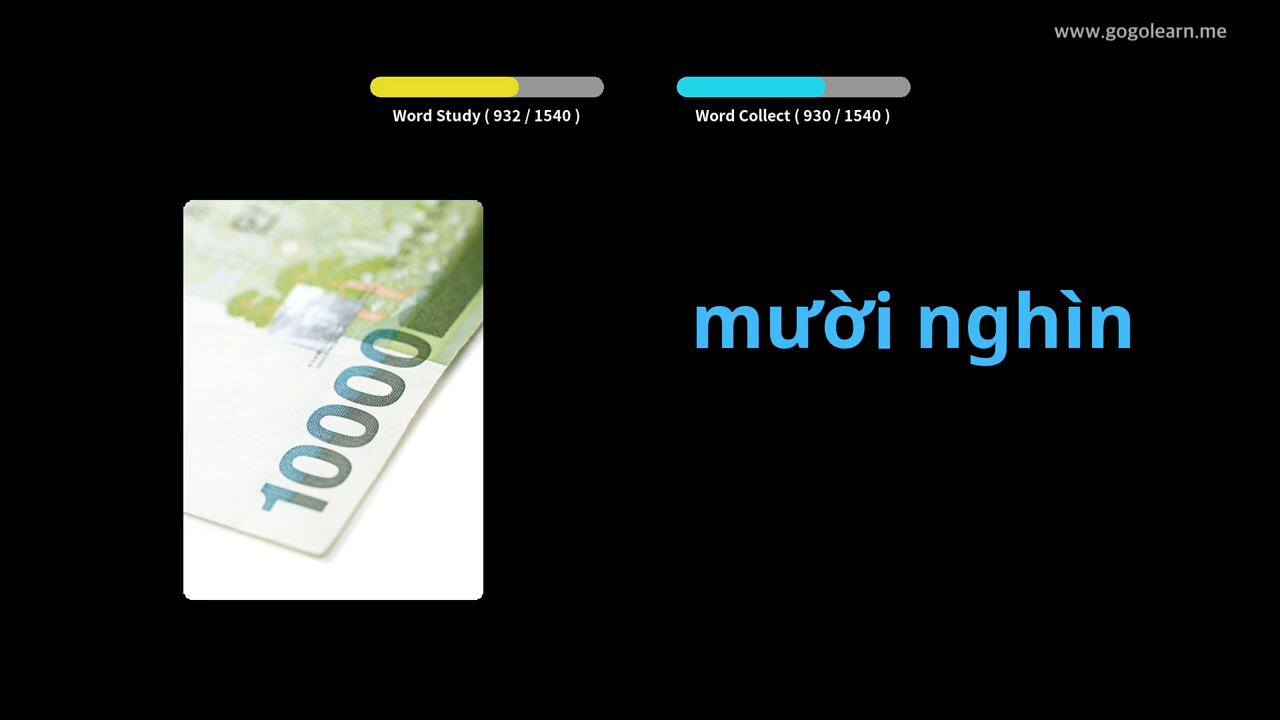 www.gogolearn.me
Word Study ( 932 / 1540 )
Word Collect ( 930 / 1540 )
mười nghìn
10000